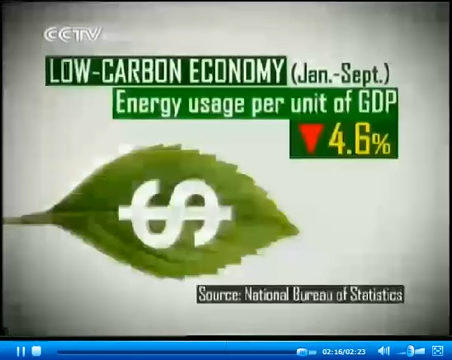 CCTV
LOW-CARBON ECONOMY (Jan.-Sept.)
Energy usage per unit of GDP
▼4.6%
$
Source: National Bureau of Statistics
02:16/02:23